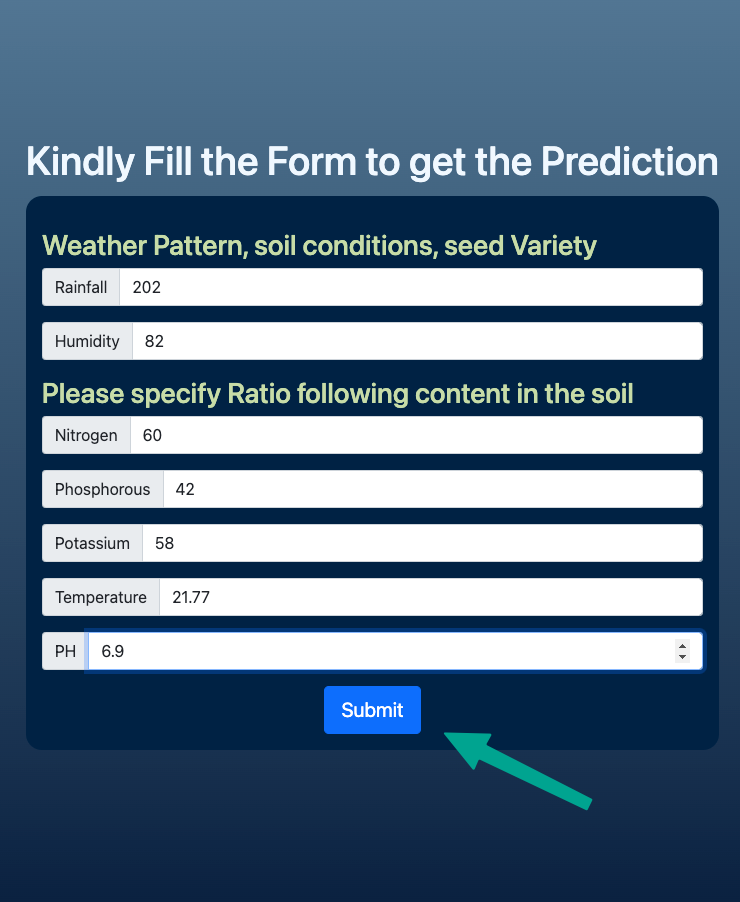 Kindly Fill the Form to get the Prediction
Weather Pattern, soil conditions, seed Variety
Rainfall 202
Humidity 82
Please specify Ratio following content in the soil
Nitrogen 60
Phosphorous 42
Potassium 58
Temperature 21.77
PH 6.9
Submit